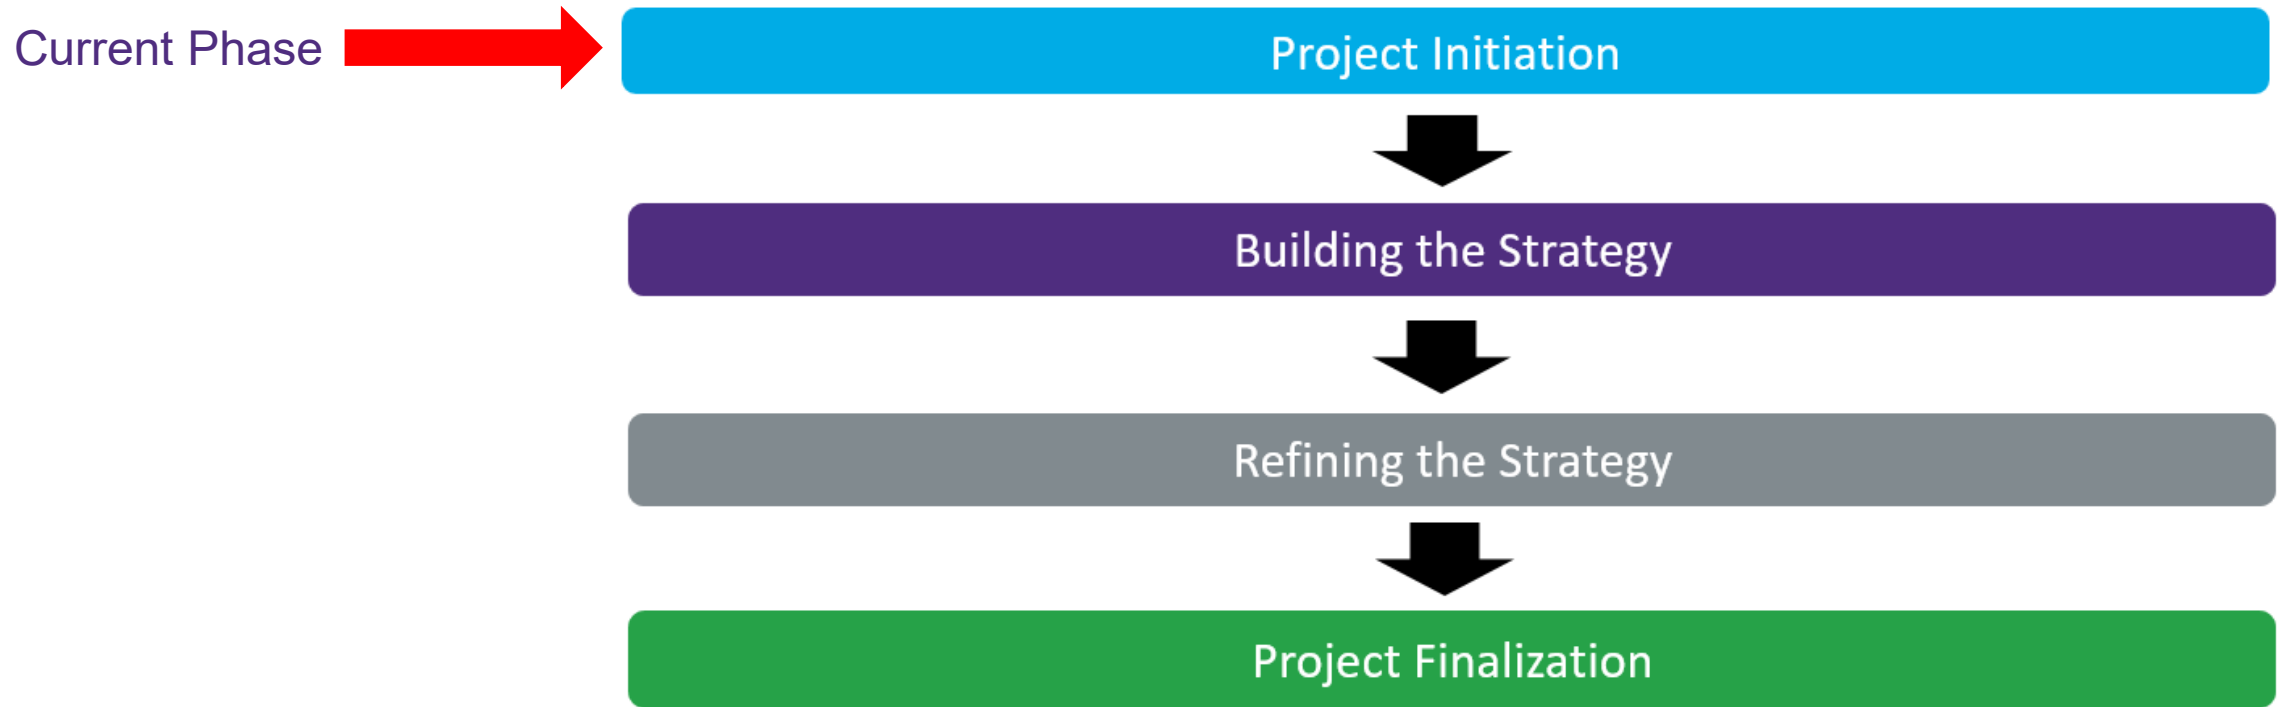 Current Phase
Project Initiation
Building the Strategy
Refining the Strategy
Project Finalization